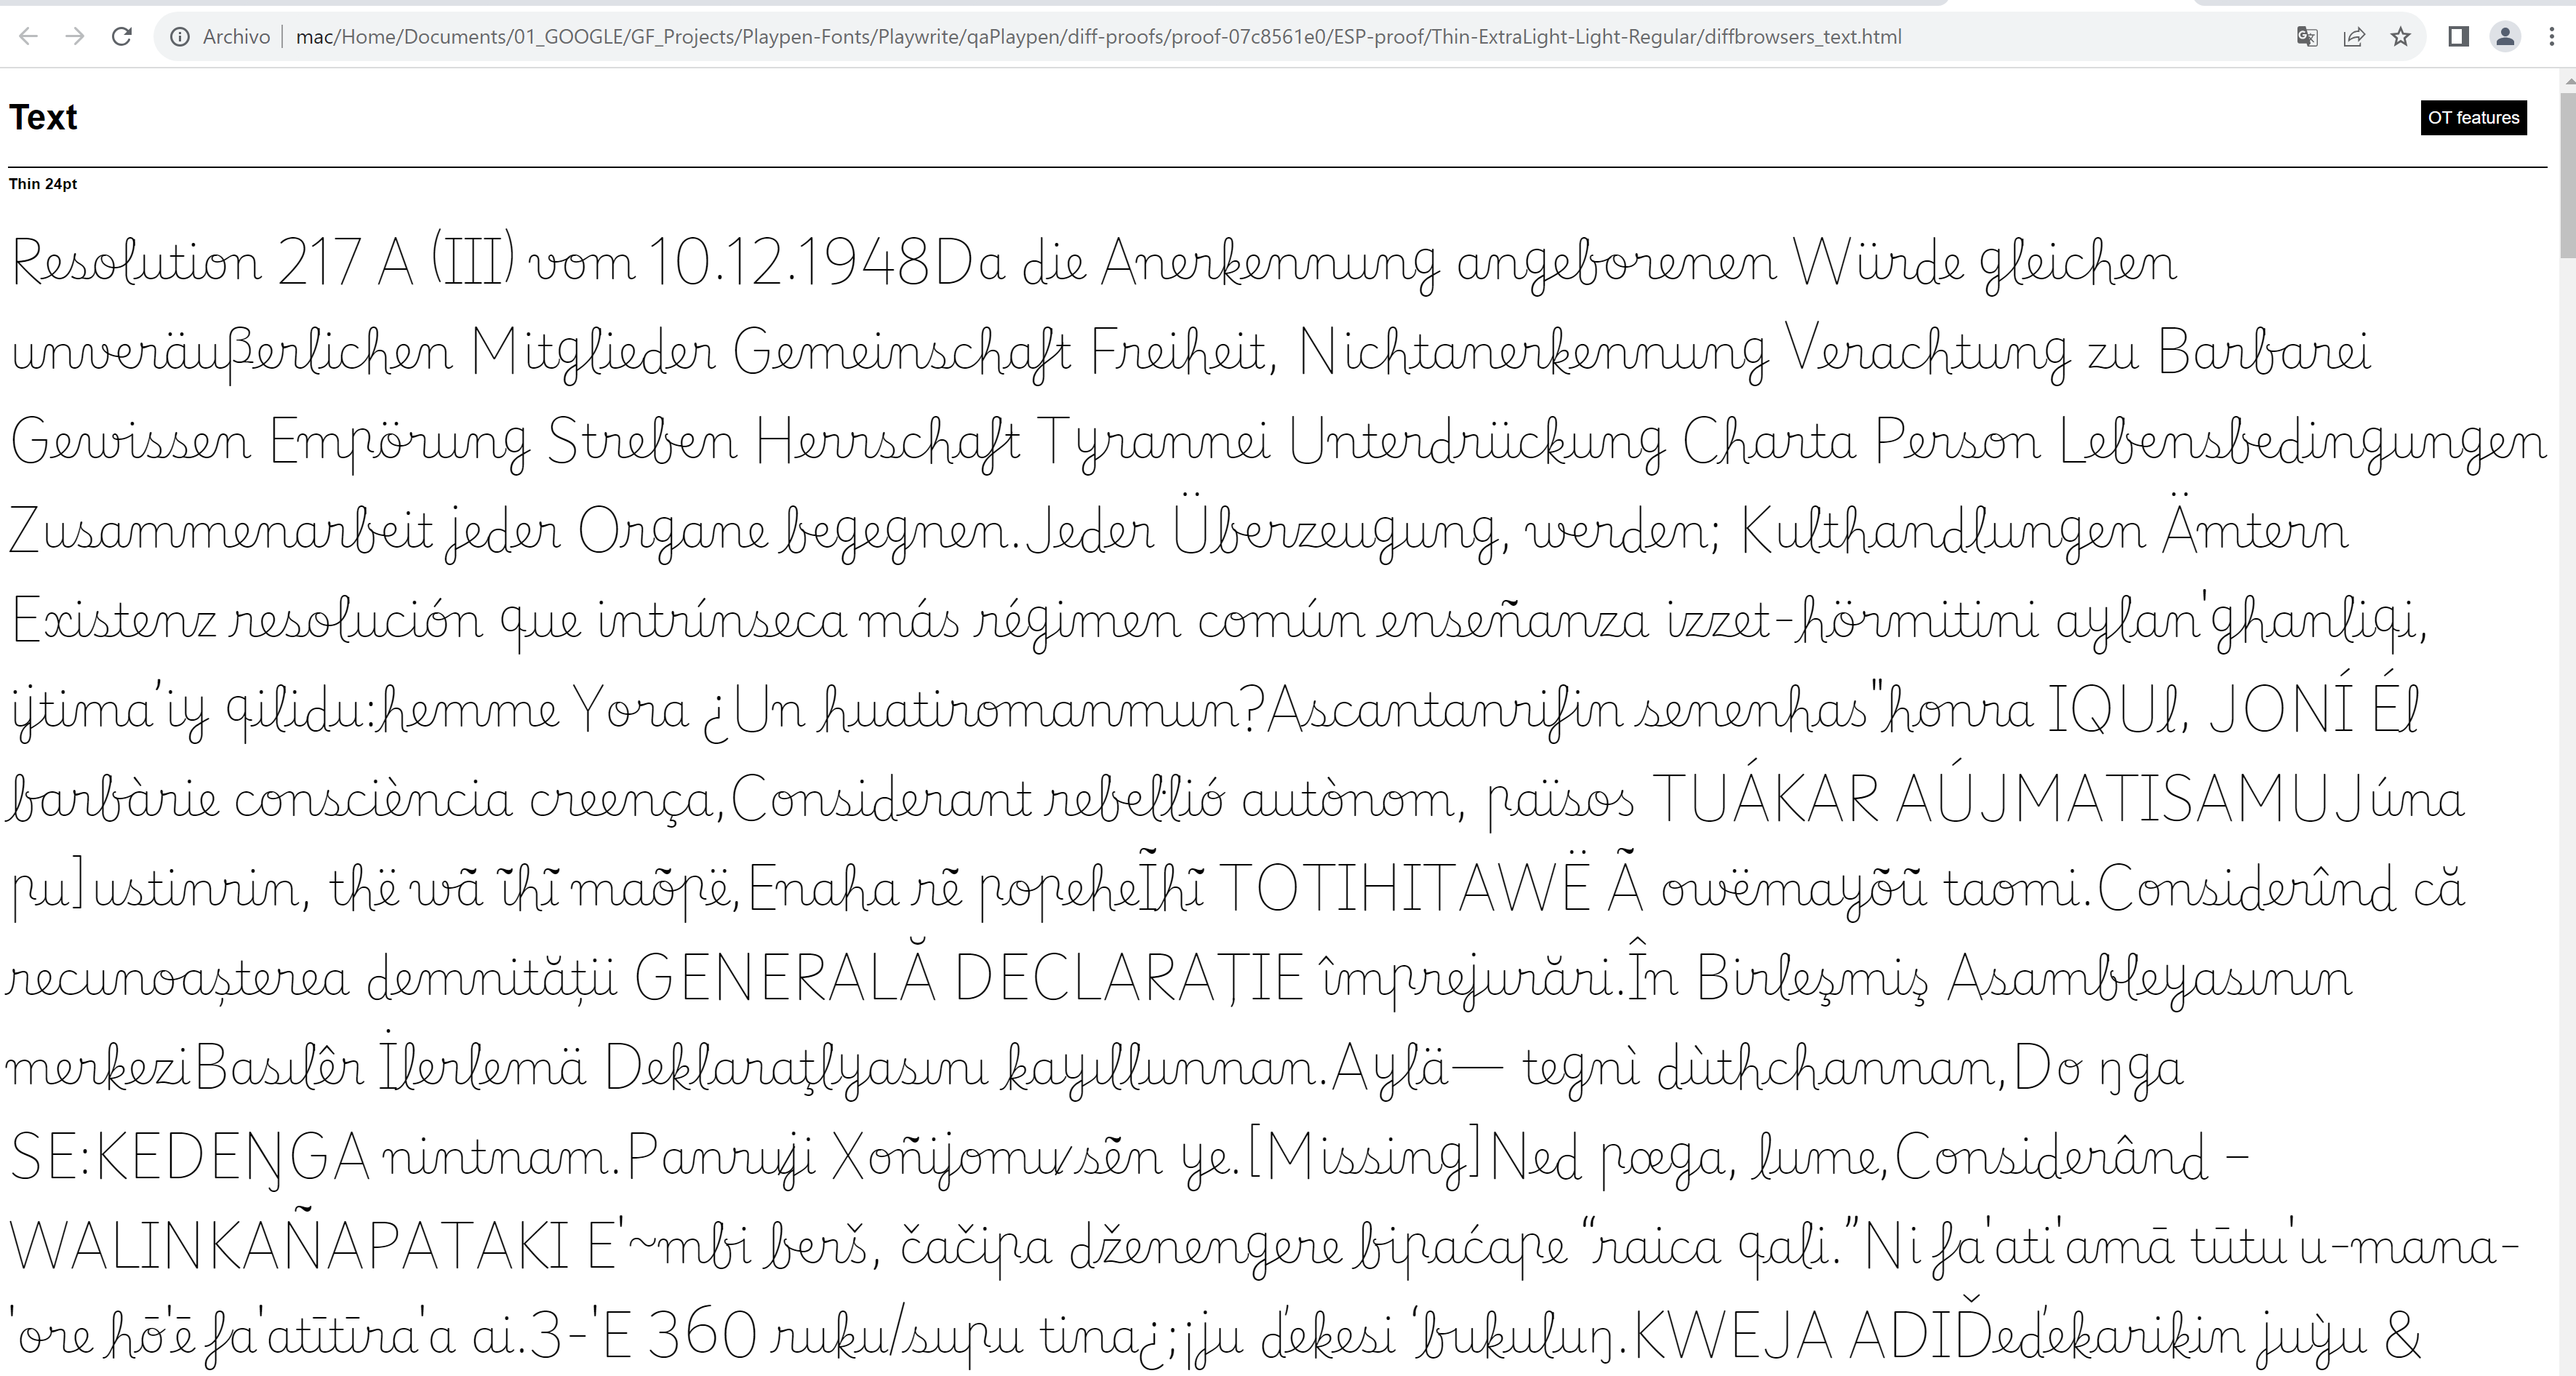 Archivo | mac/Home/Documents/01_GOOGLE/GF_Projects/Playpen-Fonts/Playwrite/qaPlaypen/diff-proofs/proof-07c8561e0/ESP-proof/Thin-ExtraLight-Light-Regular/diffbrowsers_text.html
Text
OT features
Thin 24pt
Resolution 217 A (III) vom 10.12.1948Da die Anerkennung angeborenen Würde gleichen
unveräußerlichen Mitglieder Gemeinschaft Freiheit, Nichtanerkennung Verachtung zu Barbarei
Gewissen Empörung Streben Herrschaft Tyrannei Unterdrückung Charta Person Lebensbedingungen
Zusammenarbeit jeder Organe begegnen.Jeder Überzeugung, werden; Kulthandlungen Ämtern
Existenz resolución que intrínseca más régimen común enseñanza izzet-hörmitini aylan'ghanliqi,
ijtima’iy qilidu:hemme Yora ¿Un huatiromanmun?Ascantanrifin senenhas"honra IQUl, JONÍ Él
barbàrie consciència creença,Considerant rebel·lió autònom, països TUÁKAR AÚJMATISAMUJúna
pu]ustinrin, thë wã ĩhĩ maõpë,Enaha rẽ popeheĨhĩ TOTIHITAWË Ã owëmayõũ taomi.Considerînd că
recunoașterea demnităţii GENERALĂ DECLARAȚIE împrejurări.În Birleşmiş Asambleyasının
merkeziBasılêr İlerlemä Deklaraţlyasını kayıllunnan.Aylä— tegnì dùthchannan,Do ŋga
SE:KEDEŊGA nintnam. Xoñijomu sẽn ye.[Missing]Ned pœga, lume,Considerând –
WALINKAÑAPATAKI E'~mbi berš, čačipa dženengere bipaćape “raica qali.”Ni fa'ati'amā tūtu'u-mana-
'ore hō'ē fa'atītīra'a ai.3-'E 360 ruku/supu tina¿;¡ju ďekesi ‘bukuluŋ.KWEJA ADIĎeďekarikin juỳu &